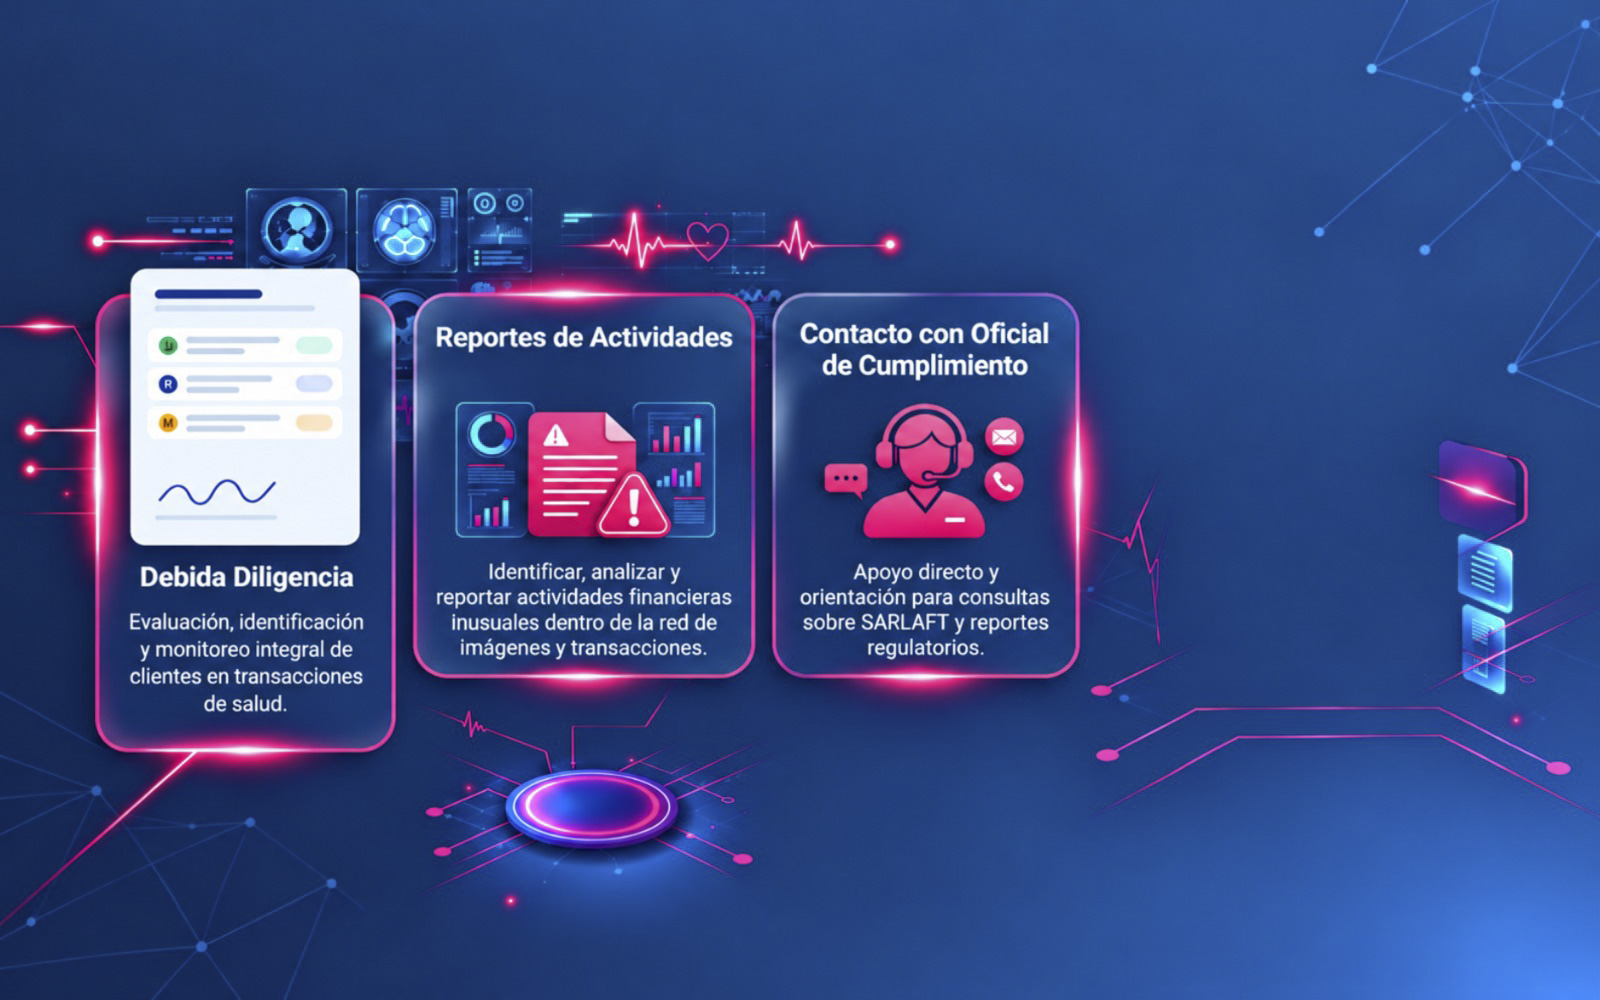 R
M
Debida Diligencia
Evaluación, identificación
y monitoreo integral de
clientes en transacciones
de salud.
Reportes de Actividades
Identificar, analizar y
reportar actividades financieras
inusuales dentro de la red de
imágenes y transacciones.
Contacto con Oficial
de Cumplimiento
Apoyo directo y
orientación para consultas
sobre SARLAFT y reportes
regulatorios.